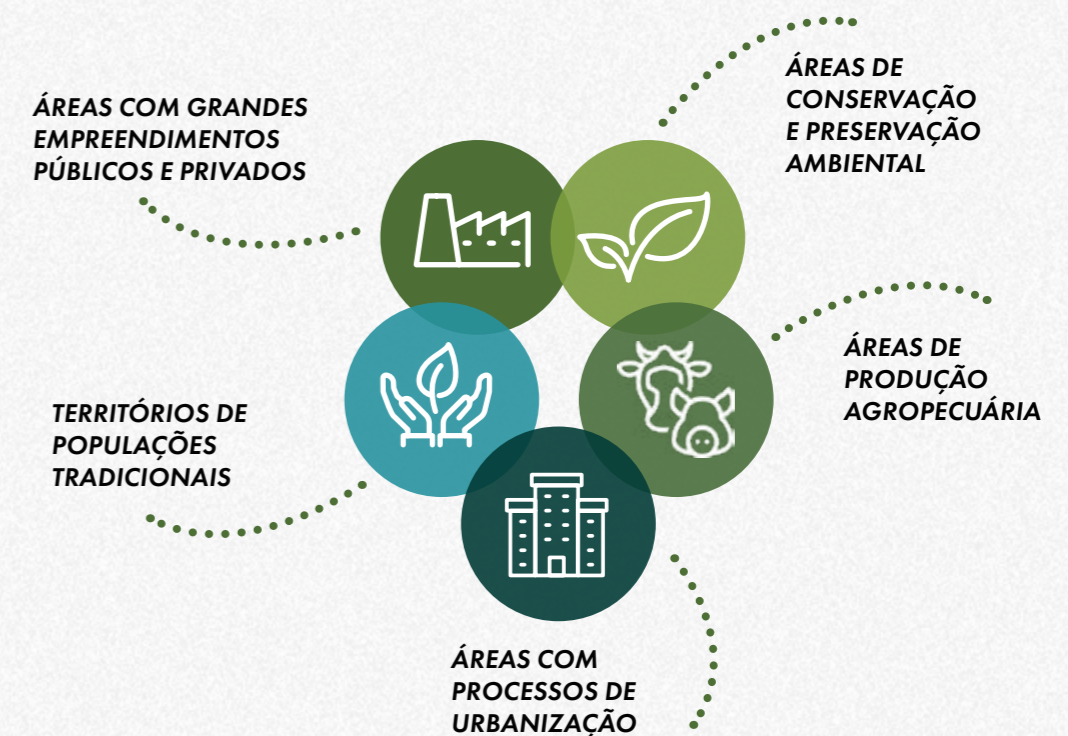 ÁREAS COM GRANDES
EMPREENDIMENTOS
PÚBLICOS E PRIVADOS
ÁREAS DE
CONSERVAÇÃO
E PRESERVAÇÃO
AMBIENTAL
ÁREAS DE
PRODUÇÃO
AGROPECUÁRIA
TERRITÓRIOS DE
POPULAÇÕES
TRADICIONAIS
ÁREAS COM
PROCESSOS DE
URBANIZAÇÃO